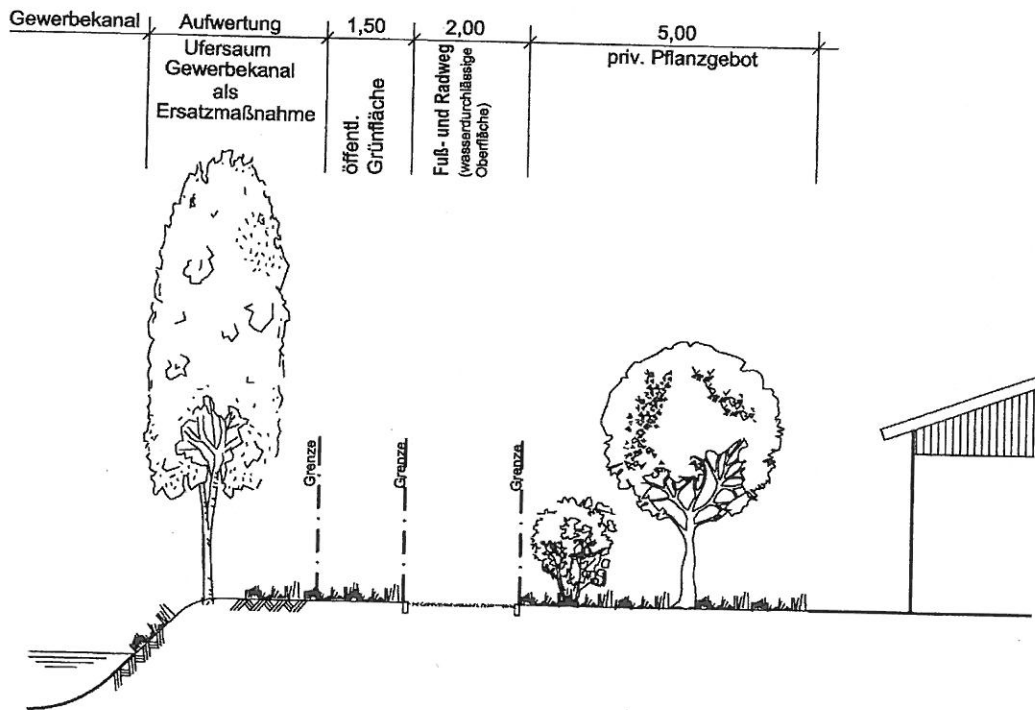 Gewerbekanal
Aufwertung
1,50
2,00
5,00
Ufersaum
Gewerbekanal
als
Ersatzmaßnahme
öffentl.
Grünfläche
Fuß- und Radweg
(wasserdurchlässige
Oberfläche)
priv. Pflanzgebot
Grenze
Grenze
Grenze